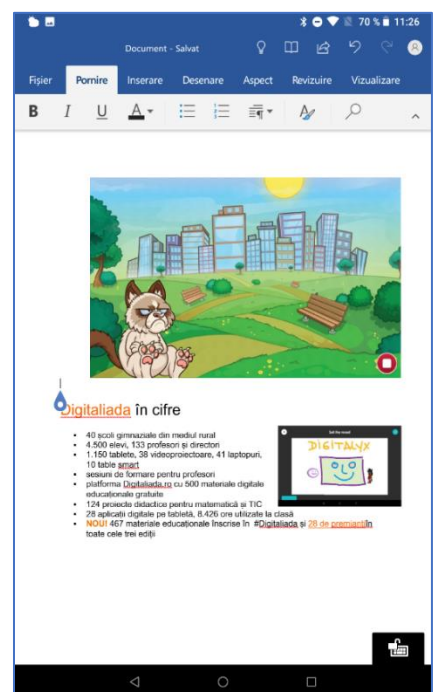 70 % 11:26
Document - Salvat
Fișier Pornire Inserare Desenare Aspect Revizuire Vizualizare
B I U A
Digitaliada în cifre
• 40 școli gimnaziale din mediul rural
• 4.500 elevi, 133 profesori și directori
• 1.150 tablete, 38 videoproiectoare, 41 laptopuri,
10 table smart
• sesiuni de formare pentru profesori
• platforma Digitaliada.ro cu 500 materiale digitale
educaționale gratuite
• 124 proiecte didactice pentru matematică și TIC
• 28 aplicații digitale pe tabletă, 8.426 ore utilizate la clasă
• NOU! 467 materiale educaționale înscrise în #Digitaliada și 28 de premianți în
toate cele trei ediții
DIGITALYX